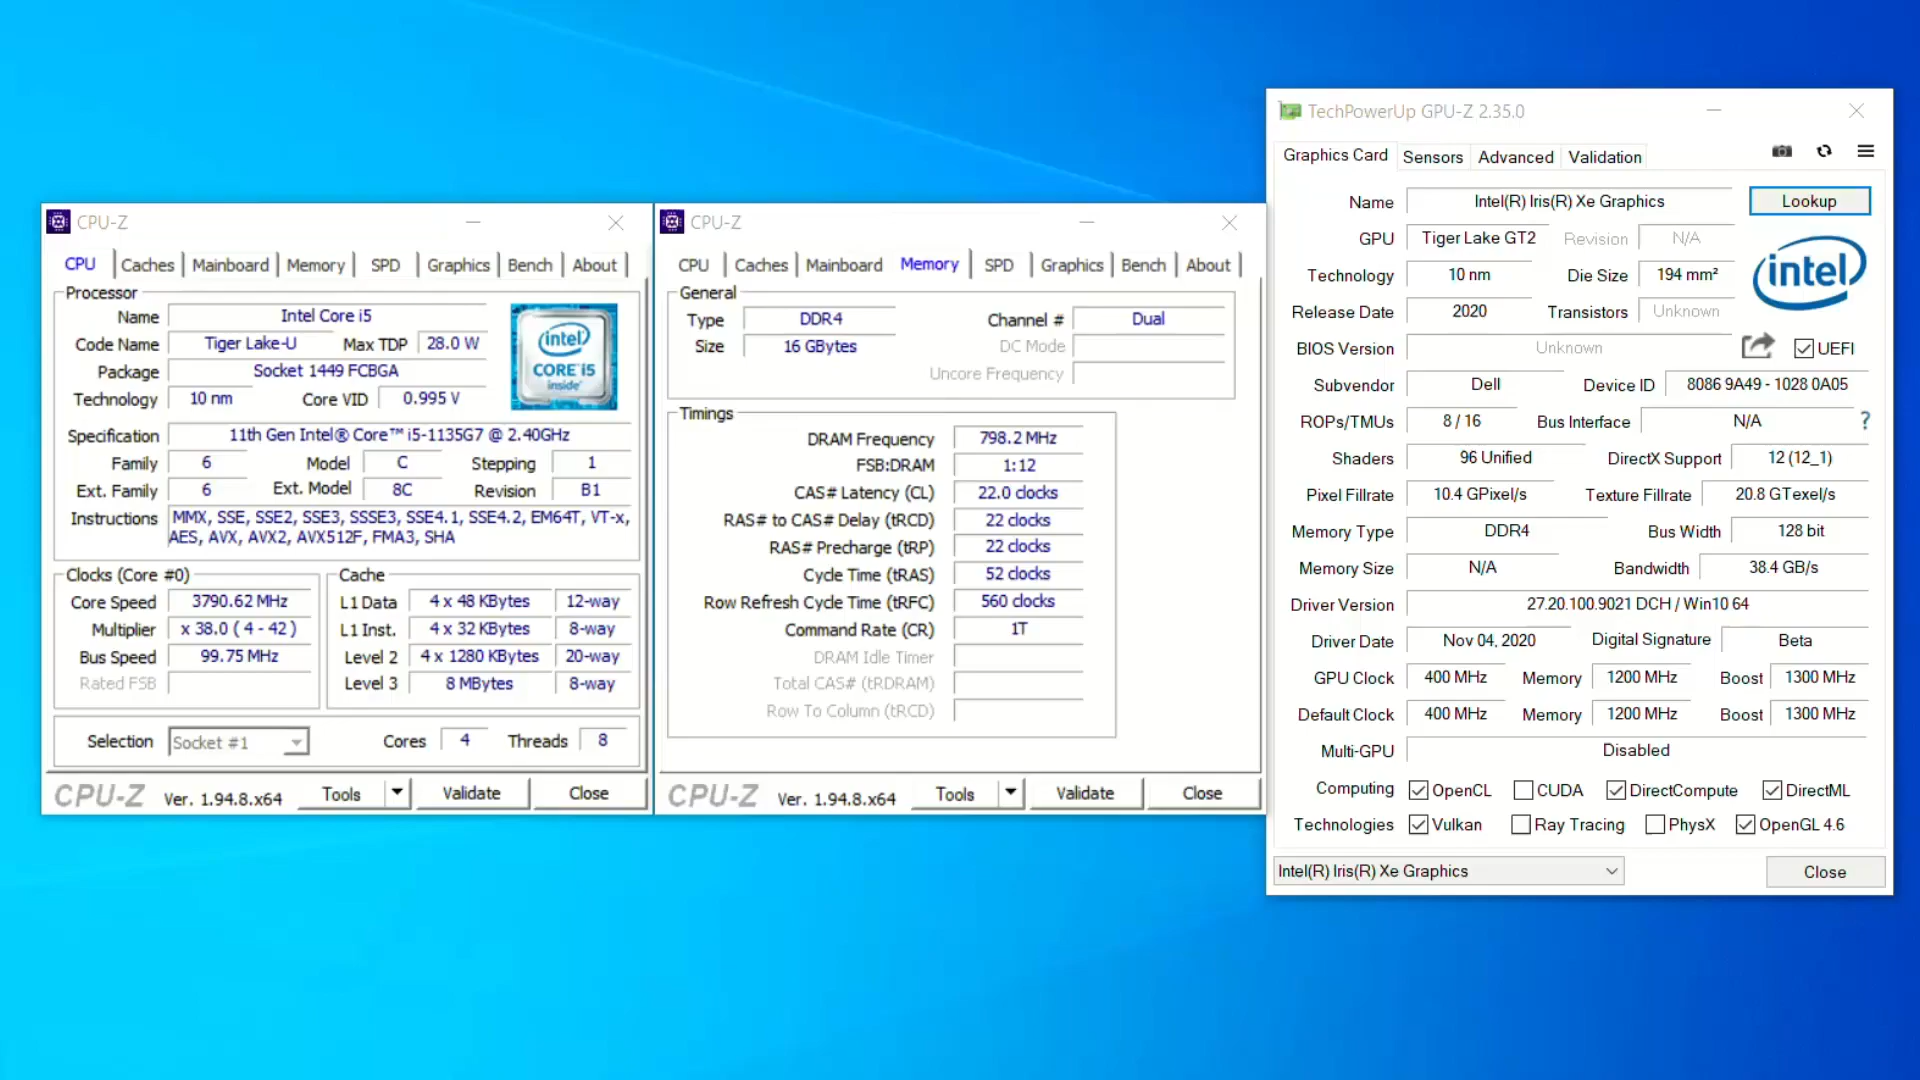 CPU-Z
CPU Caches Mainboard Memory SPD Graphics Bench About
Processor
Name Intel Core i5
Code Name Tiger Lake-U Max TDP 28.0 W
Package Socket 1449 FCBGA
Technology 10 nm Core VID 0.995 V
intel CORE i5 inside
Specification 11th Gen Intel® Core™ i5-1135G7 @ 2.40GHz
Family 6 Model C Stepping 1
Ext. Family 6 Ext. Model 8C Revision B1
Instructions MMX, SSE, SSE2, SSE3, SSSE3, SSE4.1, SSE4.2, EM64T, VT-x,
AES, AVX, AVX2, AVX512F, FMA3, SHA
Clocks (Core #0)
Core Speed 3790.62 MHz
Multiplier x 38.0 ( 4 - 42 )
Bus Speed 99.75 MHz
Rated FSB
Cache
L1 Data 4 x 48 KBytes 12-way
L1 Inst. 4 x 32 KBytes 8-way
Level 2 4 x 1280 KBytes 20-way
Level 3 8 MBytes 8-way
Selection Socket #1 Cores 4 Threads 8
CPU-Z Ver. 1.94.8.x64 Tools Validate Close
CPU-Z
CPU Caches Mainboard Memory SPD Graphics Bench About
General
Type DDR4 Channel # Dual
Size 16 GBytes DC Mode
Uncore Frequency
Timings
DRAM Frequency 798.2 MHz
FSB:DRAM 1:12
CAS# Latency (CL) 22.0 clocks
RAS# to CAS# Delay (tRCD) 22 clocks
RAS# Precharge (tRP) 22 clocks
Cycle Time (tRAS) 52 clocks
Row Refresh Cycle Time (tRFC) 560 clocks
Command Rate (CR) 1T
DRAM Idle Timer
Total CAS# (tRDRAM)
Row To Column (tRCD)
CPU-Z Ver. 1.94.8.x64 Tools Validate Close
TechPowerUp GPU-Z 2.35.0
Graphics Card Sensors Advanced Validation
Name Intel(R) Iris(R) Xe Graphics Lookup
GPU Tiger Lake GT2 Revision N/A
intel
Technology 10 nm Die Size 194 mm²
Release Date 2020 Transistors Unknown
BIOS Version Unknown UEFI
Subvendor Dell Device ID 8086 9A49 - 1028 0A05
ROPs/TMUs 8 / 16 Bus Interface N/A ?
Shaders 96 Unified DirectX Support 12 (12_1)
Pixel Fillrate 10.4 GPixel/s Texture Fillrate 20.8 GTexel/s
Memory Type DDR4 Bus Width 128 bit
Memory Size N/A Bandwidth 38.4 GB/s
Driver Version 27.20.100.9021 DCH / Win10 64
Driver Date Nov 04, 2020 Digital Signature Beta
GPU Clock 400 MHz Memory 1200 MHz Boost 1300 MHz
Default Clock 400 MHz Memory 1200 MHz Boost 1300 MHz
Multi-GPU Disabled
Computing OpenCL CUDA DirectCompute DirectML
Technologies Vulkan Ray Tracing PhysX OpenGL 4.6
Intel(R) Iris(R) Xe Graphics Close